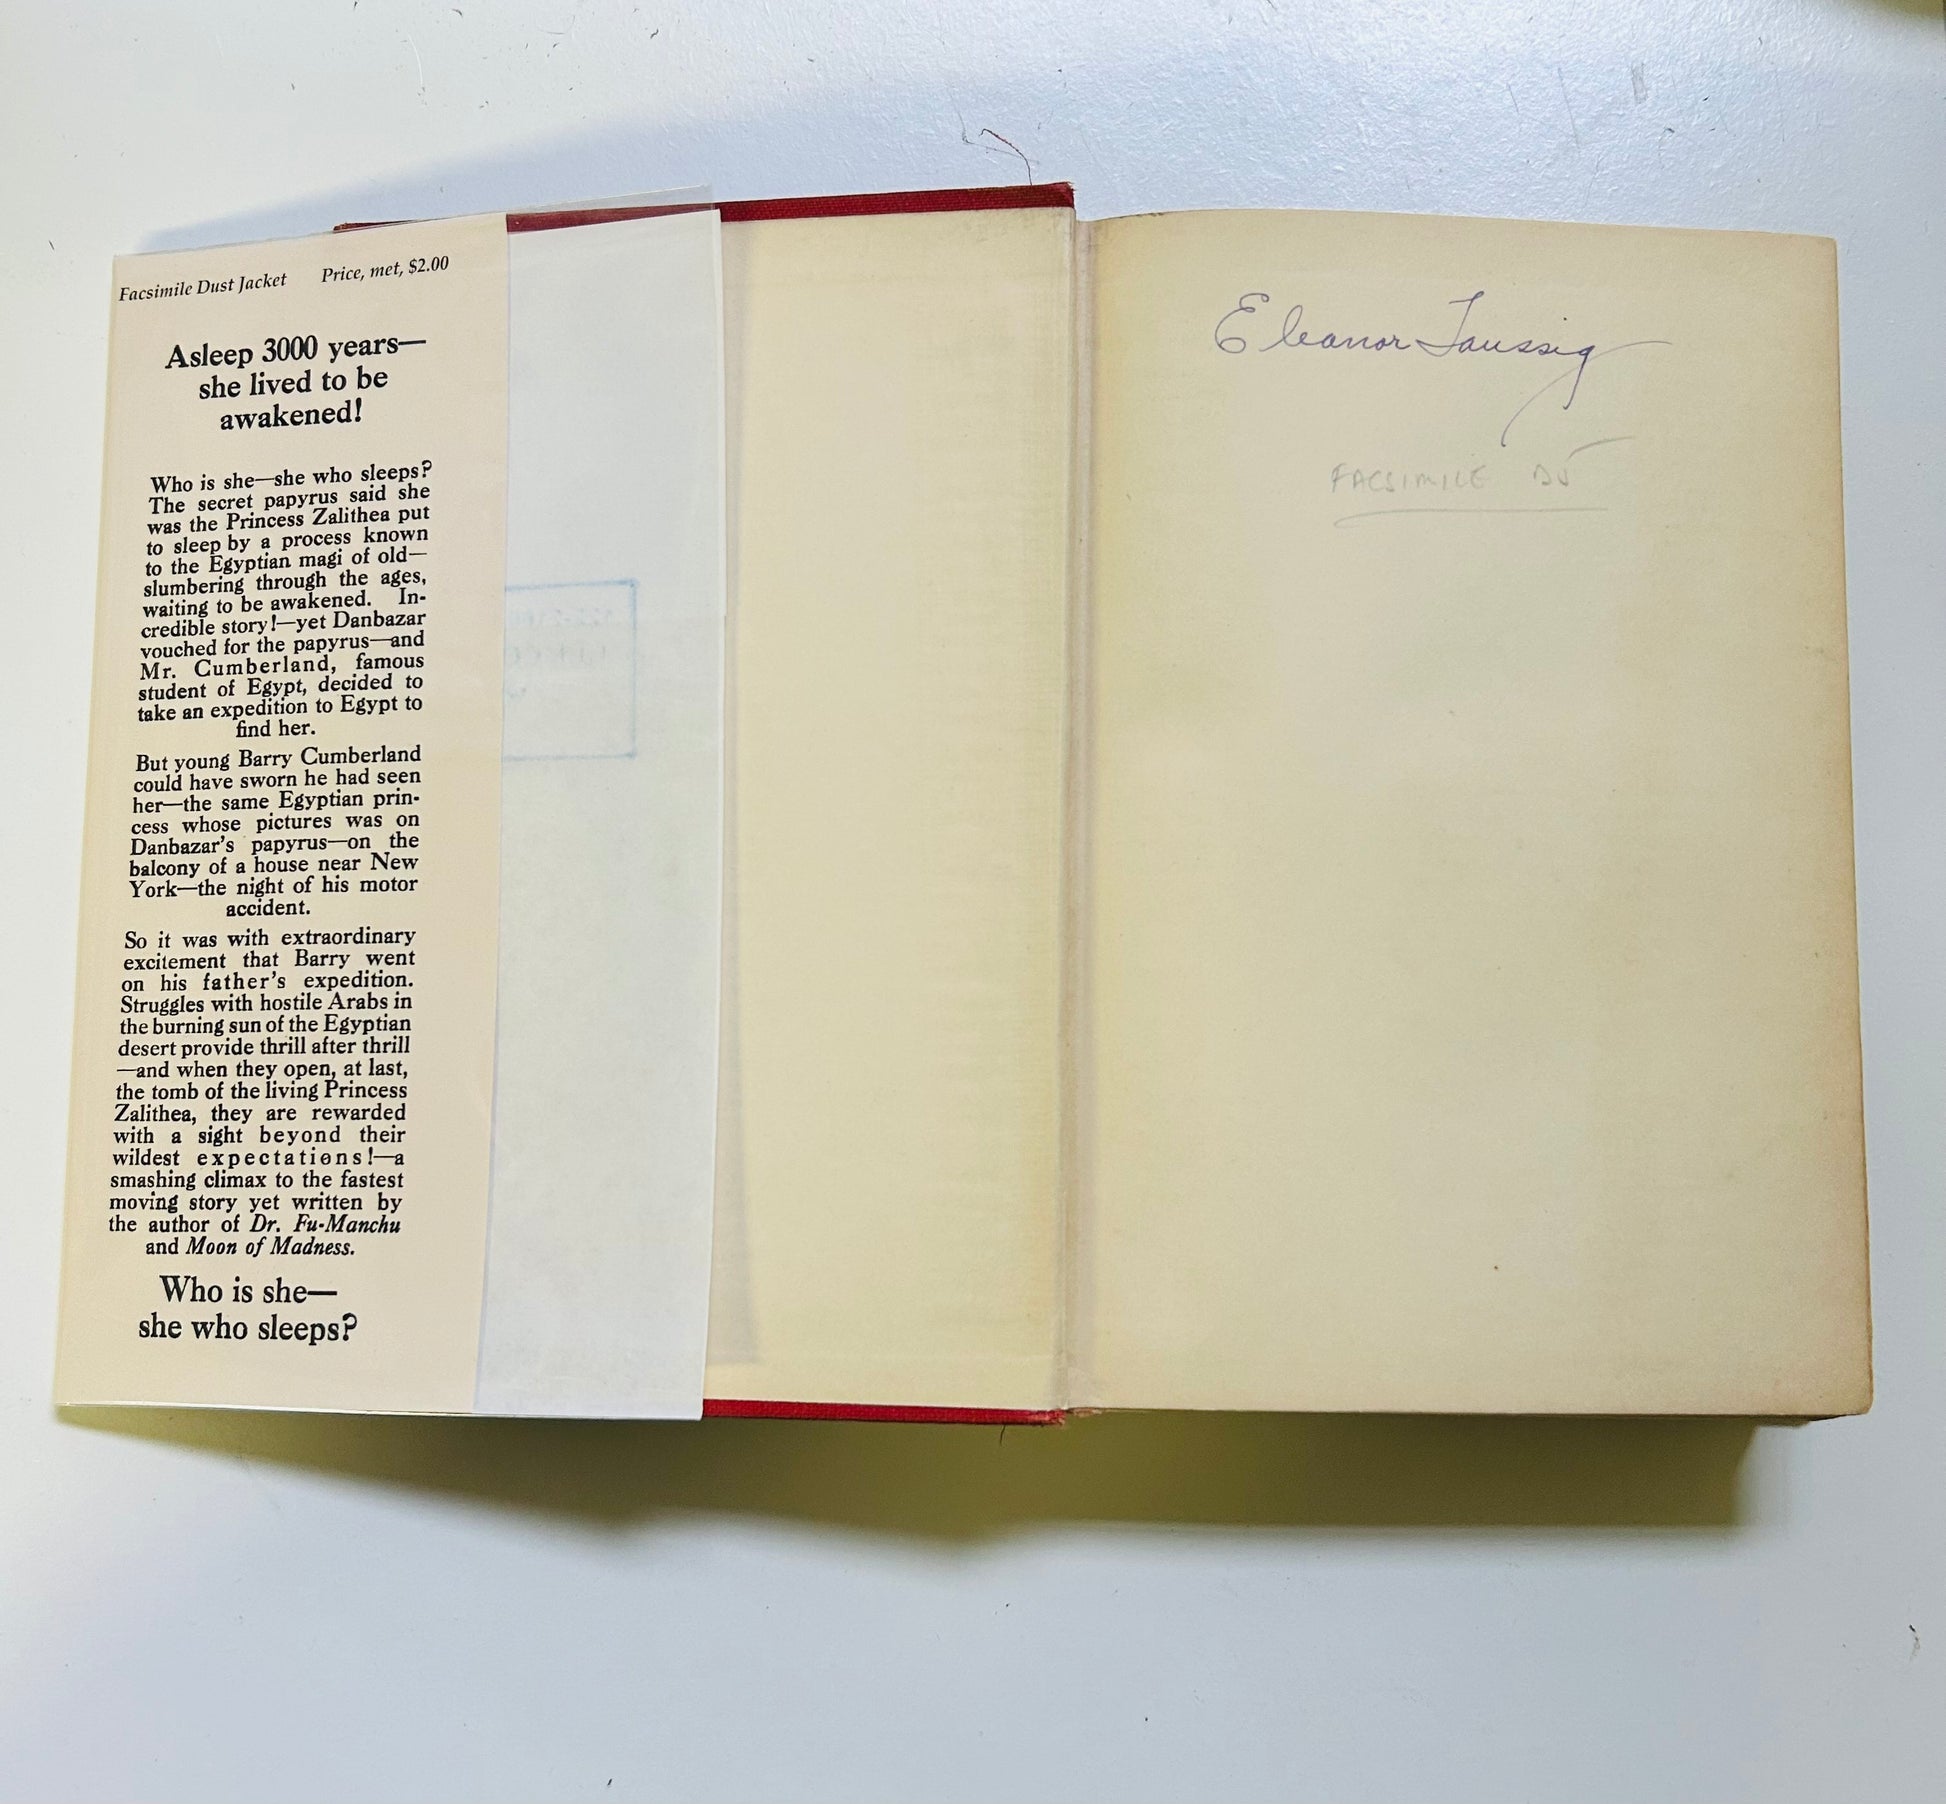 Facsimile Dust Jacket Price, met, $2.00
Asleep 3000 years—
she lived to be
awakened!
Who is she—she who sleeps?
The secret papyrus said she
was the Princess Zalithea put
to sleep by a process known
to the Egyptian magi of old—
slumbering through the ages,
waiting to be awakened. In-
credible story!—yet Danbazar
vouched for the papyrus—and
Mr. Cumberland, famous
student of Egypt, decided to
take an expedition to Egypt to
find her.
But young Barry Cumberland
could have sworn he had seen
her—the same Egyptian prin-
cess whose pictures was on
Danbazar's papyrus—on the
balcony of a house near New
York—the night of his motor
accident.
So it was with extraordinary
excitement that Barry went
on his father's expedition.
Struggles with hostile Arabs in
the burning sun of the Egyptian
desert provide thrill after thrill
—and when they open, at last,
the tomb of the living Princess
Zalithea, they are rewarded
with a sight beyond their
wildest expectations!—a
smashing climax to the fastest
moving story yet written by
the author of Dr. Fu-Manchu
and Moon of Madness.
Who is she—
she who sleeps?
Eleanor Taussig
FACSIMILE DJ